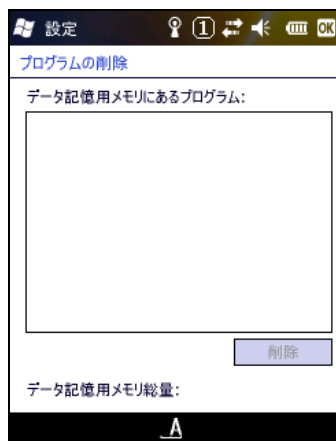 設定 1 OK
プログラムの削除
データ記憶用メモリにあるプログラム:
削除
データ記憶用メモリ総量:
A